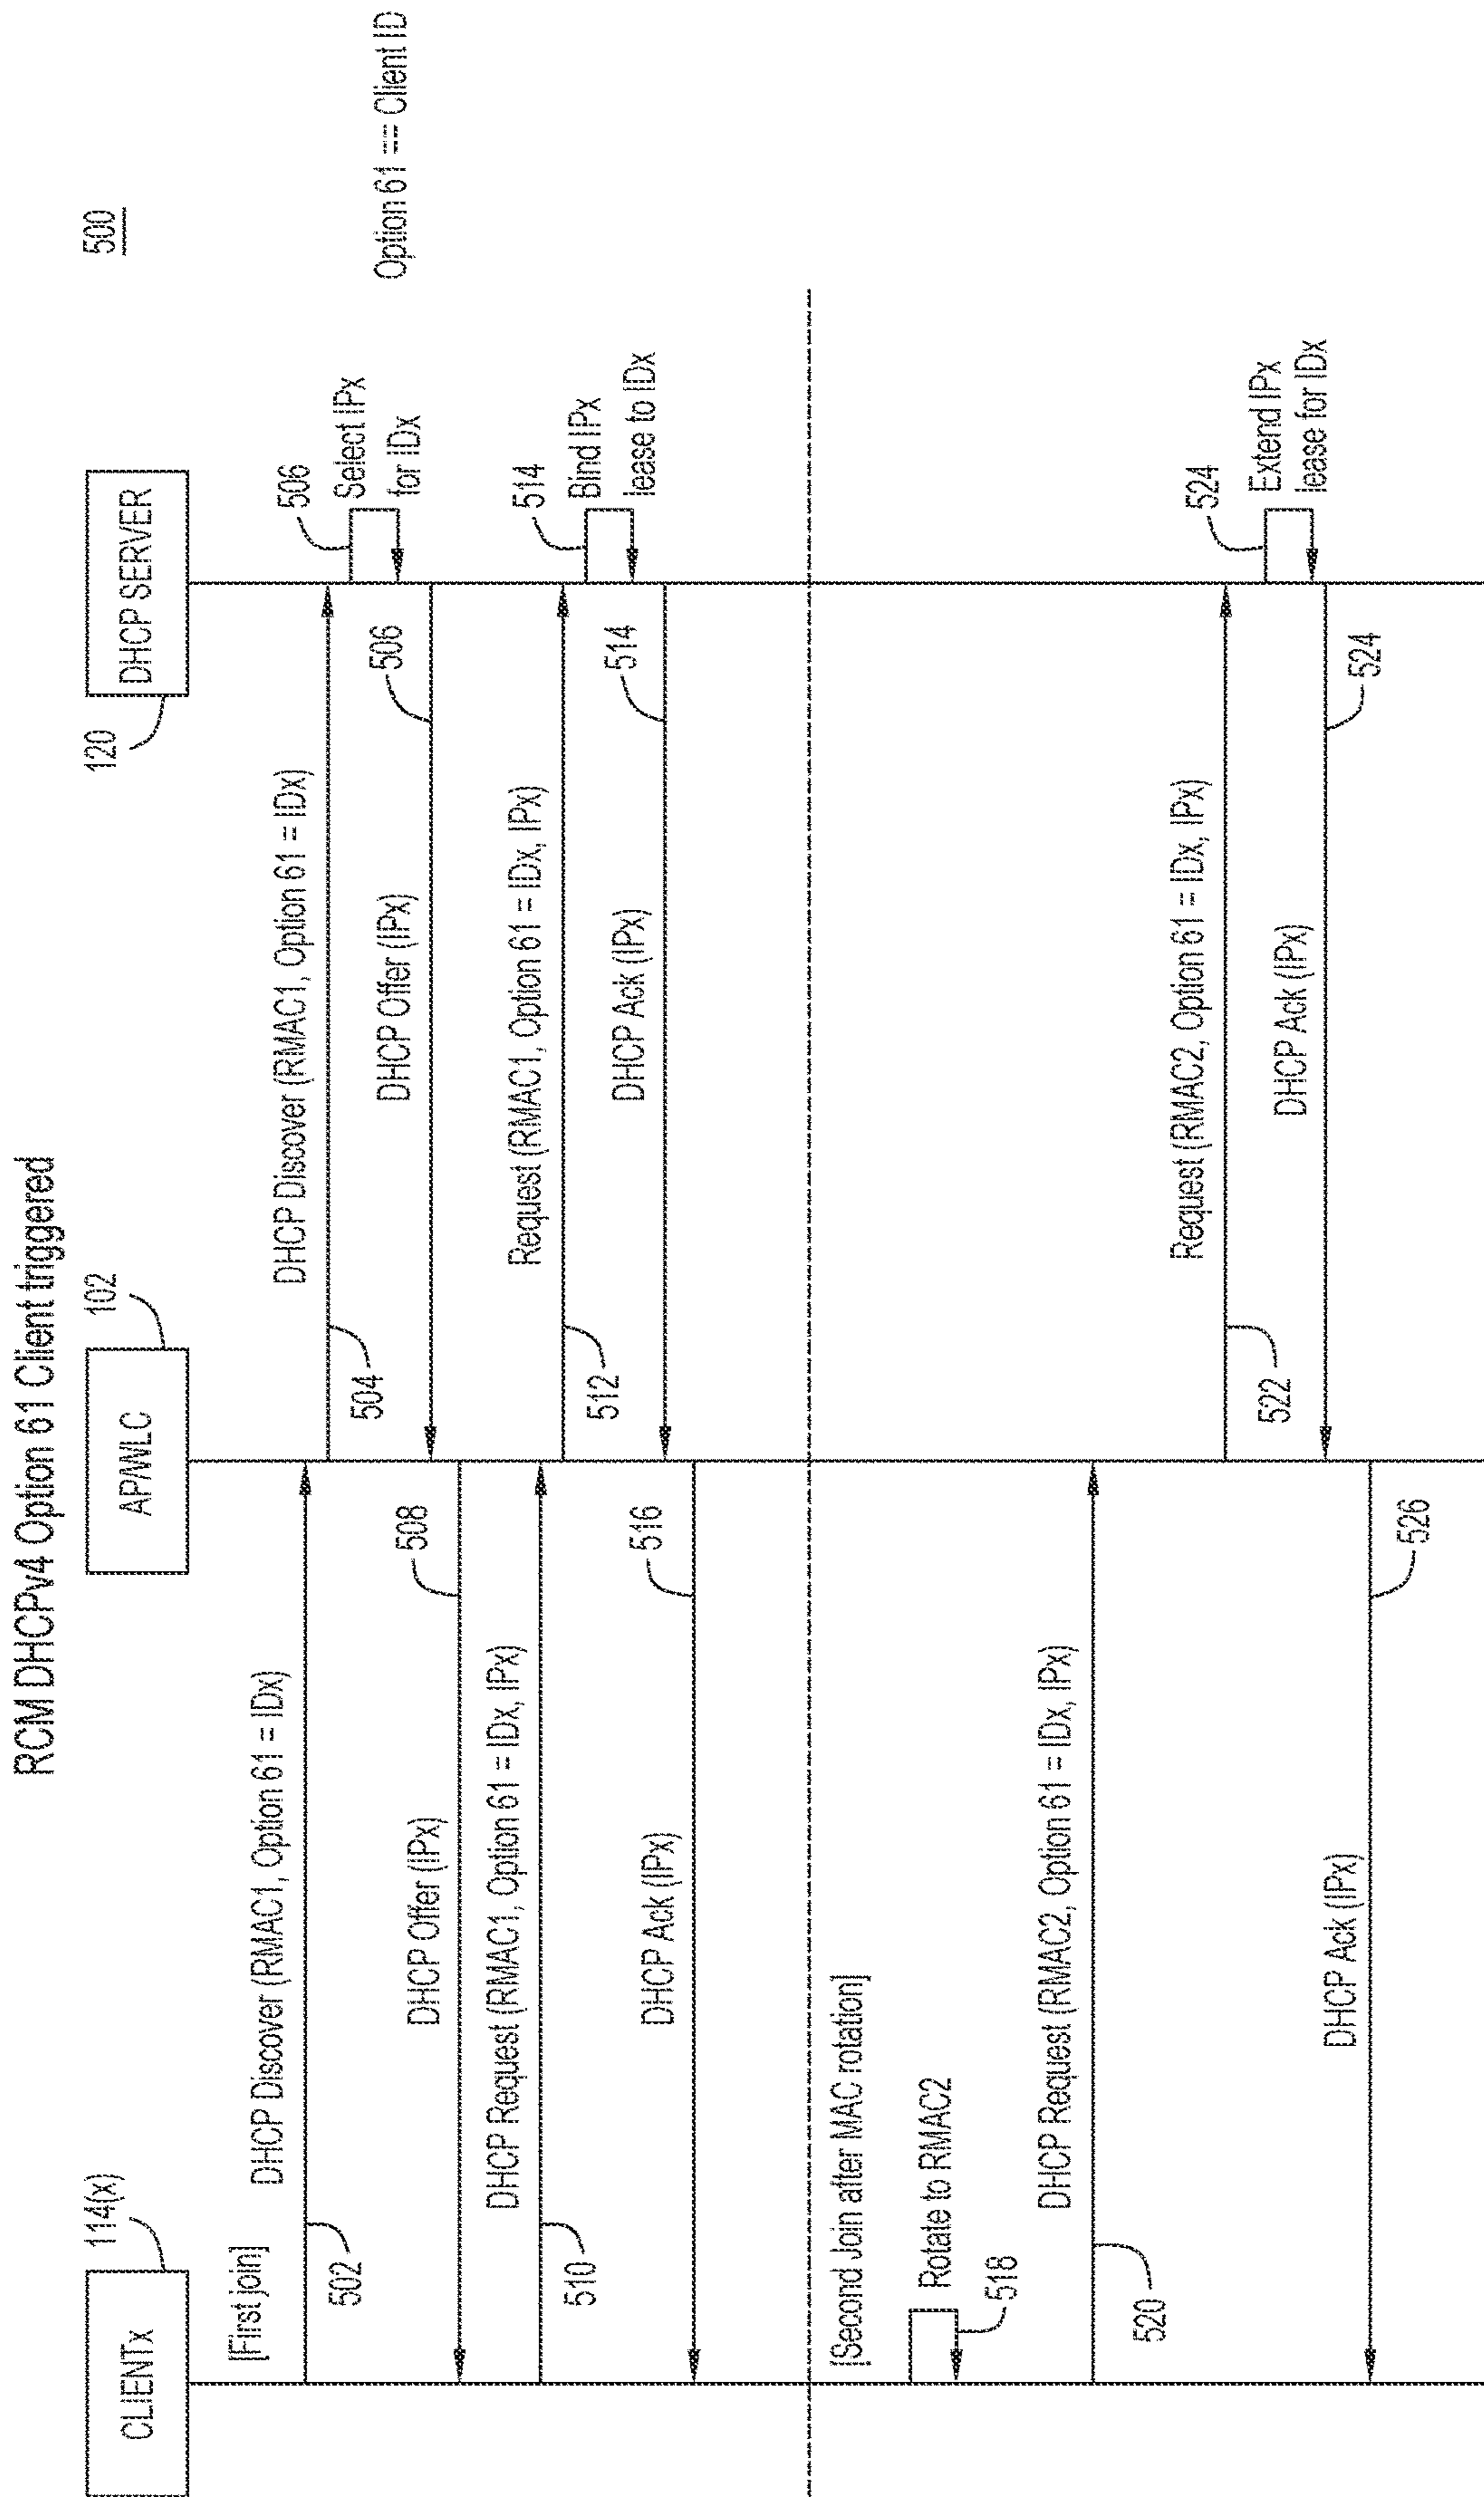 RCM DHCPv4 Option 61 Client triggered
500
114(x)
CLIENTx
102
AP/WLC
120
DHCP SERVER
Option 61 == Client ID
[First join]
DHCP Discover (RMAC1, Option 61 = IDx)
502
DHCP Discover (RMAC1, Option 61 = IDx)
504
506
Select IPx
for IDx
DHCP Offer (IPx)
506
DHCP Offer (IPx)
508
DHCP Request (RMAC1, Option 61 = IDx, IPx)
510
Request (RMAC1, Option 61 = IDx, IPx)
512
514
Bind IPx
lease to IDx
DHCP Ack (IPx)
514
DHCP Ack (IPx)
516
[Second Join after MAC rotation]
Rotate to RMAC2
518
DHCP Request (RMAC2, Option 61 = IDx, IPx)
520
Request (RMAC2, Option 61 = IDx, IPx)
522
524
Extend IPx
lease for IDx
DHCP Ack (IPx)
524
DHCP Ack (IPx)
526